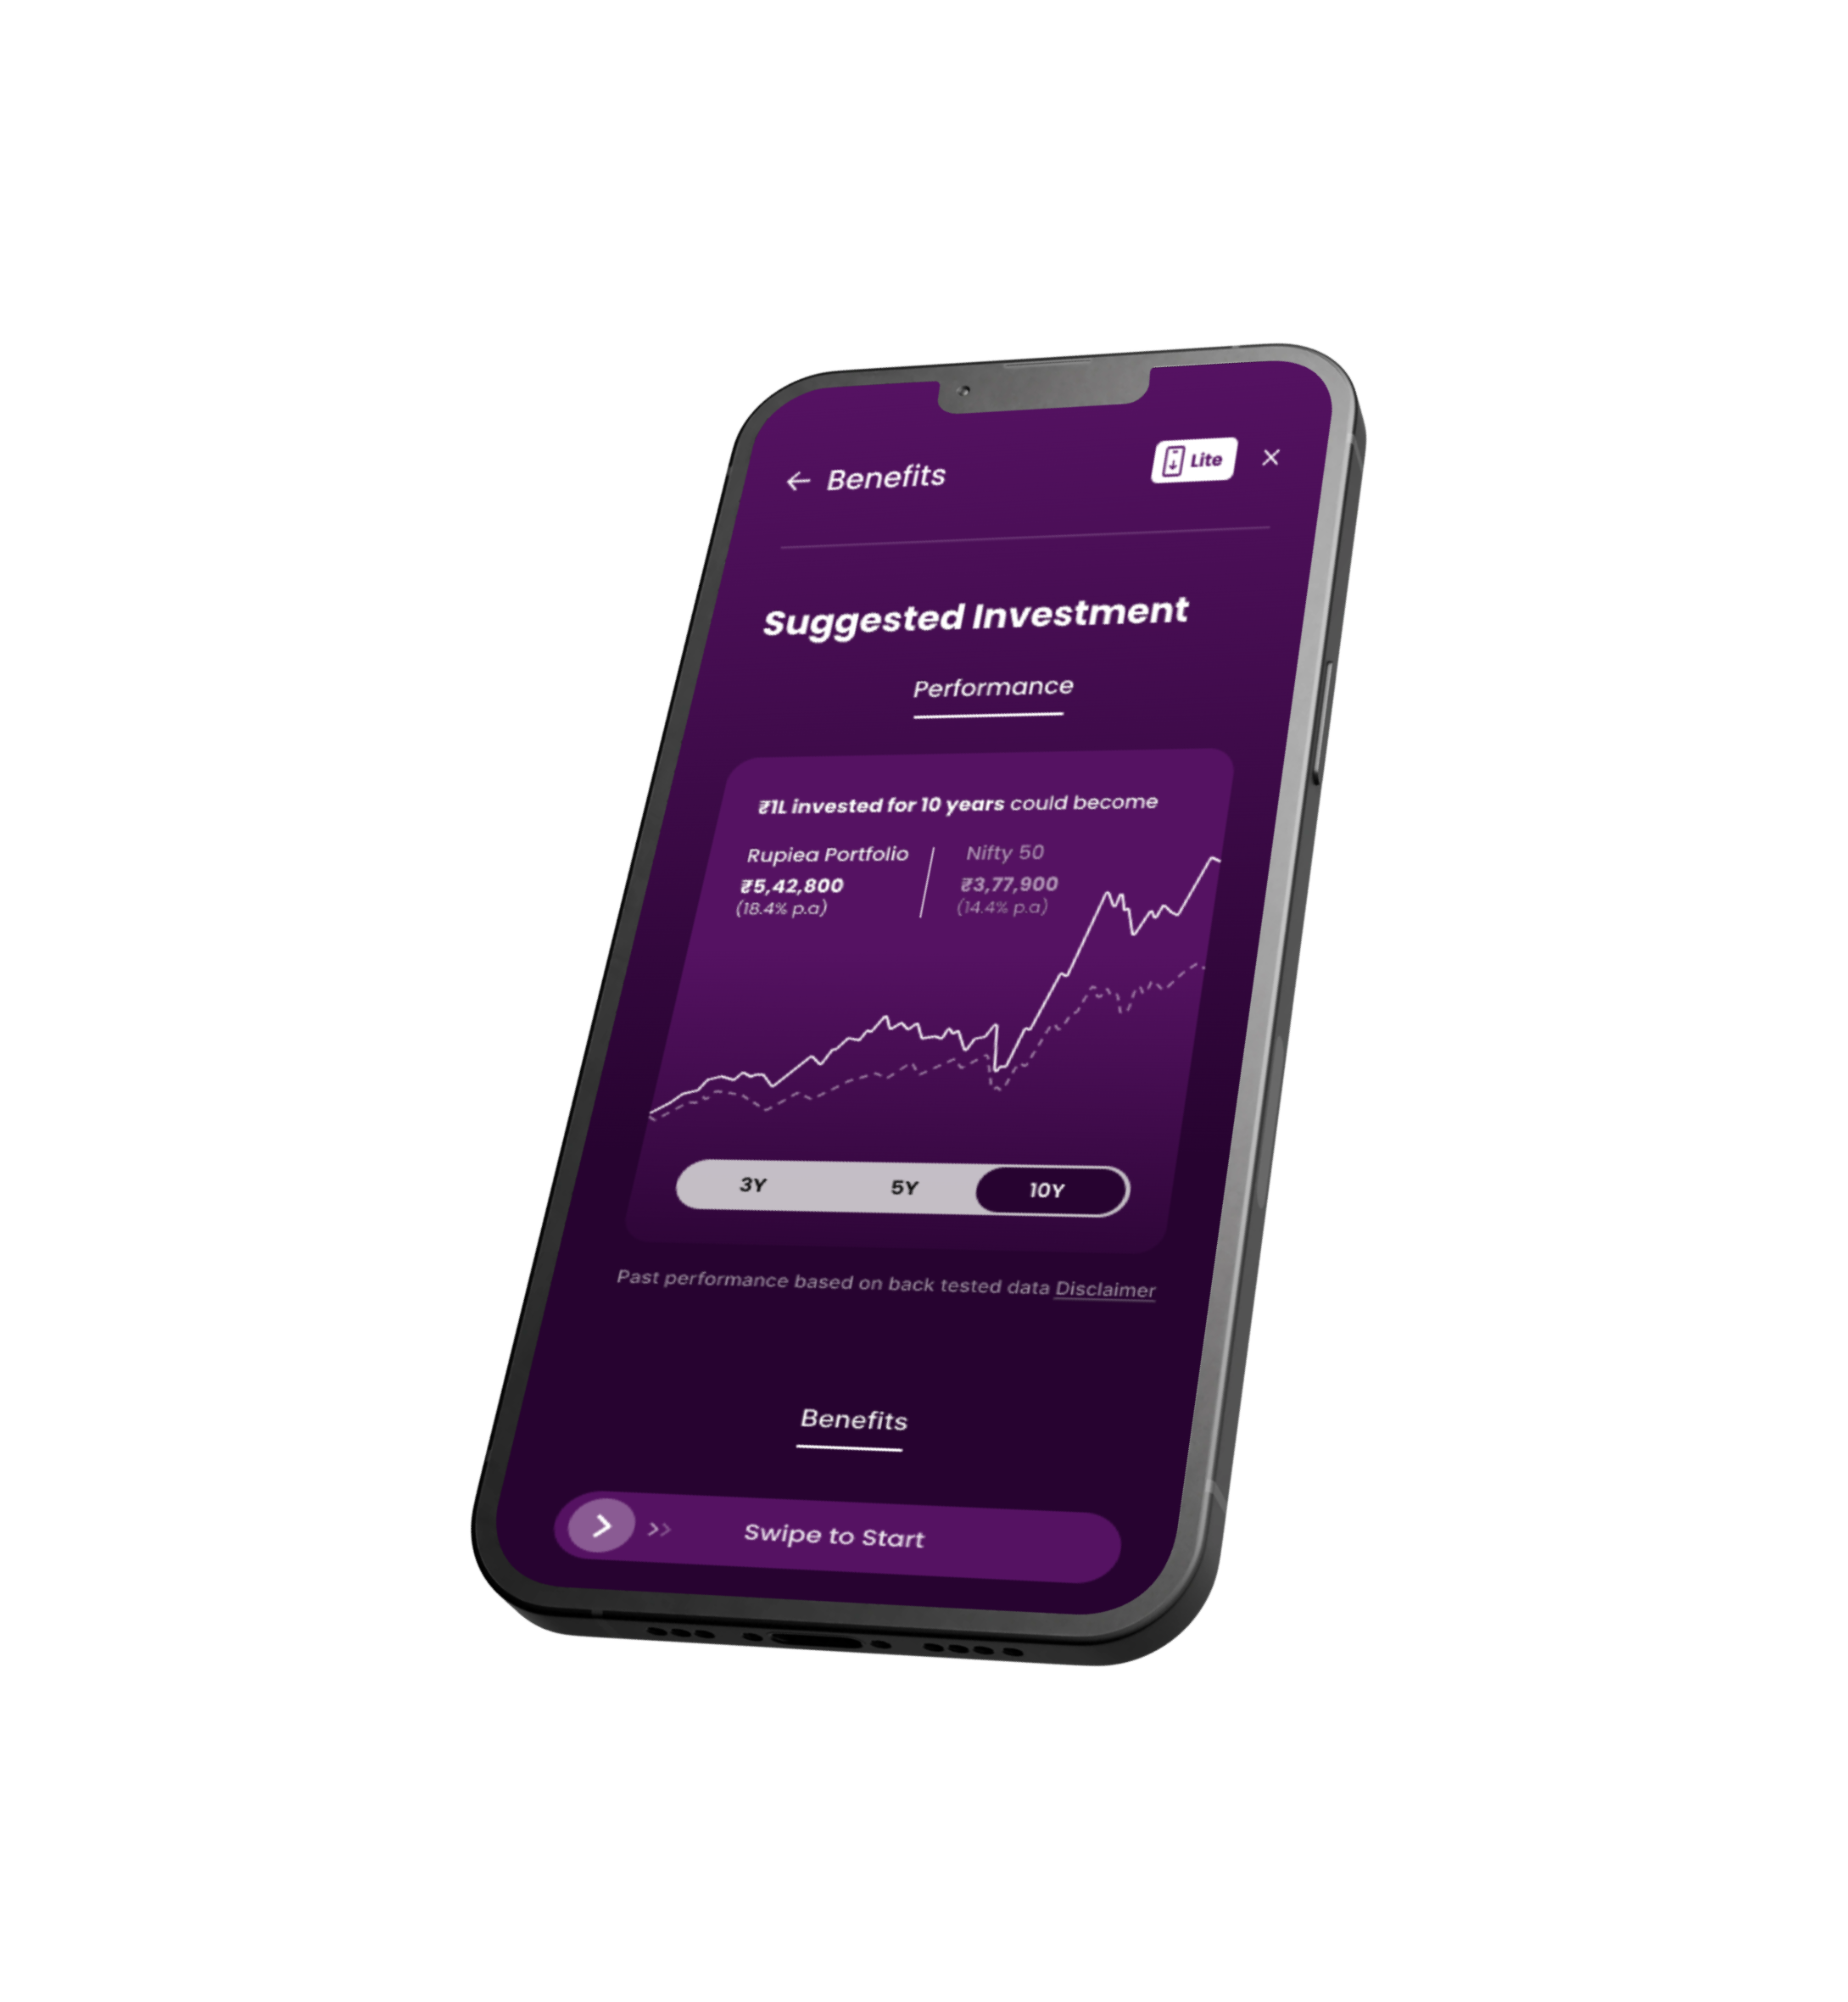 Benefits
Lite
Suggested Investment
Performance
₹1L invested for 10 years could become
Rupiea Portfolio
₹5,42,800
(18.4% p.a)
Nifty 50
₹3,77,900
(14.4% p.a)
3Y
5Y
10Y
Past performance based on back tested data Disclaimer
Benefits
Swipe to Start